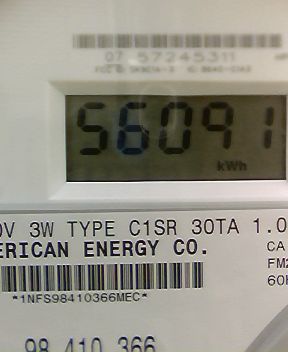 07 57245311
56091
kWh
0V 3W TYPE C1SR 30TA 1.0
CA
ERICAN ENERGY CO.
FM2
60H
*1NFS98410366MEC*
98 410 366